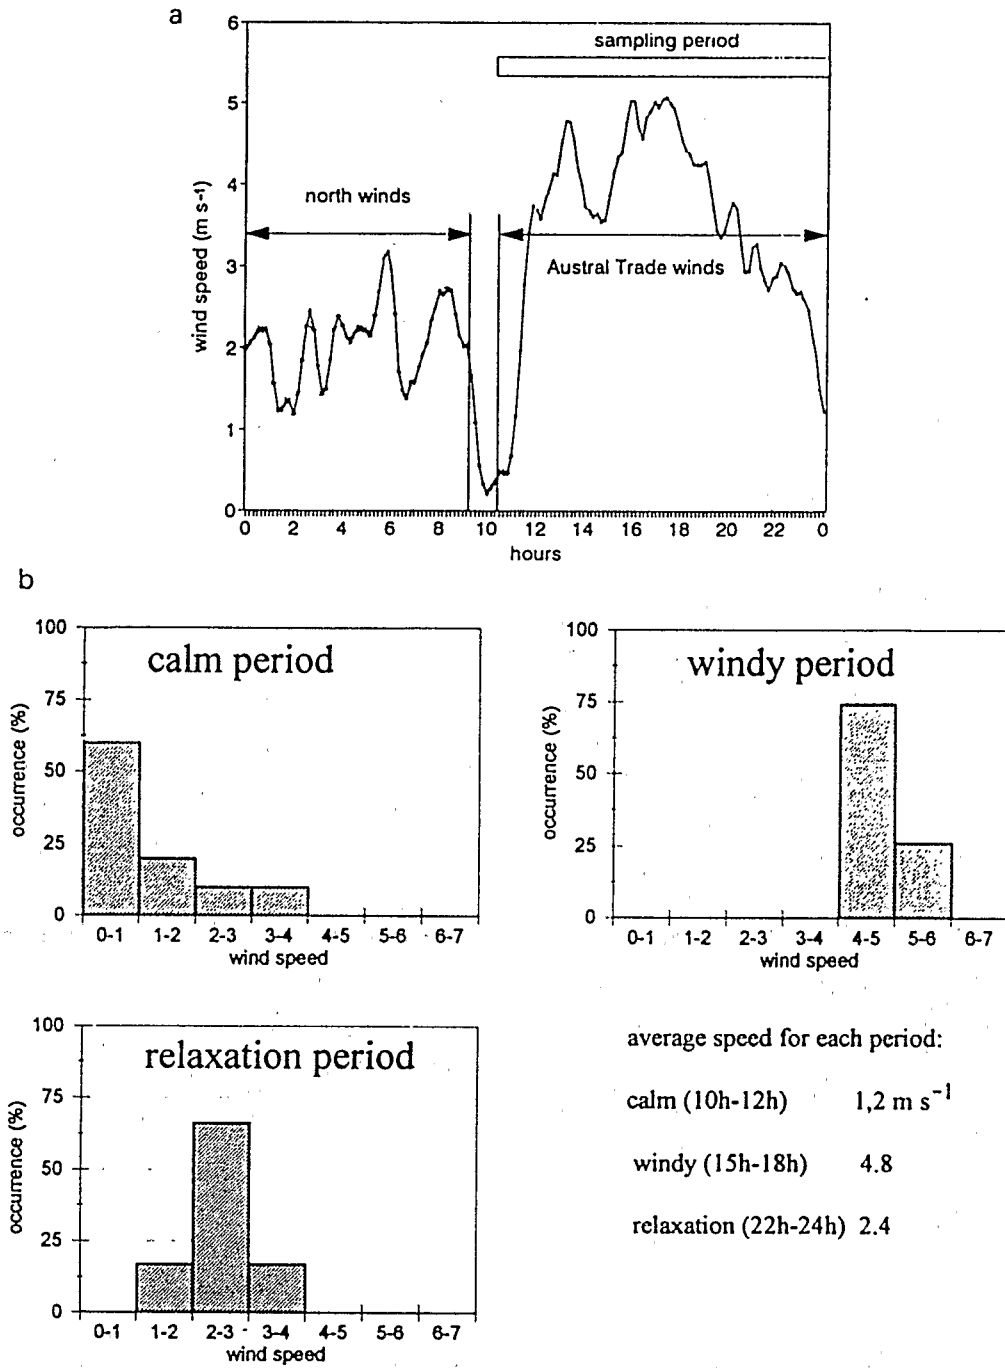 a
6
5
4
3
2
1
0
wind speed (m s-1)
sampling period
north winds
Austral Trade winds
0 2 4 6 8 10 12 14 16 18 20 22 0
hours
b
100
75
50
25
0
occurrence (%)
calm period
0-1 1-2 2-3 3-4 4-5 5-6 6-7
wind speed
100
75
50
25
0
occurrence (%)
windy period
0-1 1-2 2-3 3-4 4-5 5-6 6-7
wind speed
100
75
50
25
0
occurrence (%)
relaxation period
0-1 1-2 2-3 3-4 4-5 5-6 6-7
wind speed
average speed for each period:
calm (10h-12h) 1,2 m s-1
windy (15h-18h) 4.8
relaxation (22h-24h) 2.4